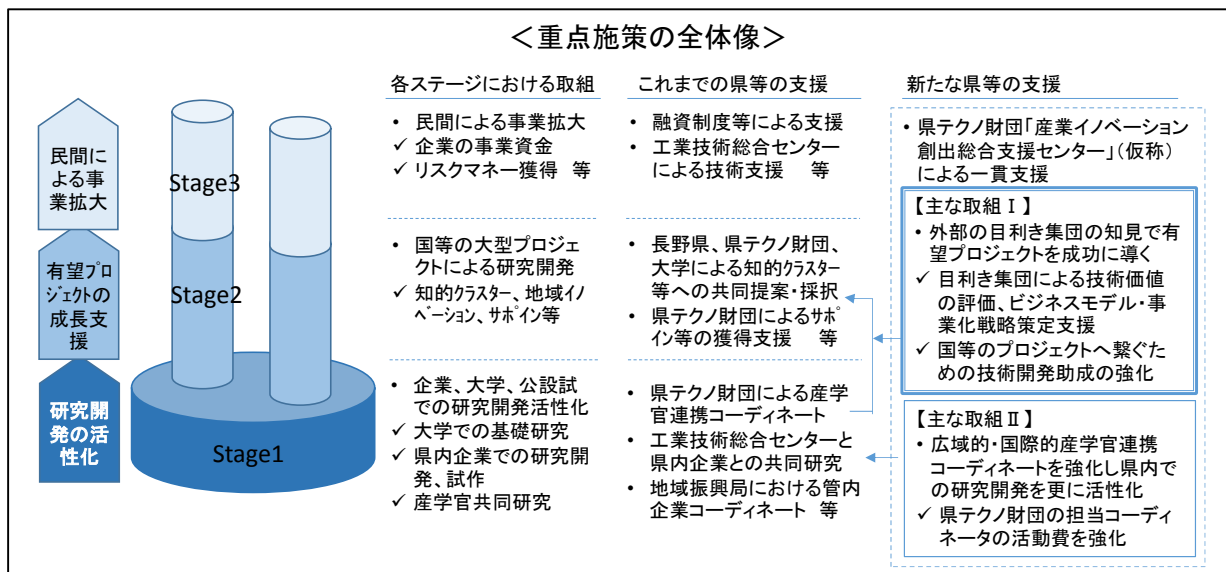 ＜重点施策の全体像＞
民間に
よる事
業拡大
有望プロ
ジェクトの
成長支
援
研究開
発の活
性化
Stage3
Stage2
Stage1
各ステージにおける取組
• 民間による事業拡大
✓ 企業の事業資金
✓ リスクマネー獲得 等
• 国等の大型プロジェ
クトによる研究開発
✓ 知的クラスター、地域イノ
ベーション、サポイン等
• 企業、大学、公設試
での研究開発活性化
✓ 大学での基礎研究
✓ 県内企業での研究開
発、試作
✓ 産学官共同研究
これまでの県等の支援
• 融資制度等による支援
• 工業技術総合センター
による技術支援 等
• 長野県、県テクノ財団、
大学による知的クラスター
等への共同提案・採択
• 県テクノ財団によるサポ
イン等の獲得支援 等
• 県テクノ財団による産学
官連携コーディネート
• 工業技術総合センターと
県内企業との共同研究
• 地域振興局における管内
企業コーディネート 等
新たな県等の支援
• 県テクノ財団「産業イノベーション
創出総合支援センター」（仮称）
による一貫支援
【主な取組Ⅰ】
• 外部の目利き集団の知見で有
望プロジェクトを成功に導く
✓ 目利き集団による技術価値
の評価、ビジネスモデル・事
業化戦略策定支援
✓ 国等のプロジェクトへ繋ぐた
めの技術開発助成の強化
【主な取組Ⅱ】
• 広域的・国際的産学官連携
コーディネートを強化し県内で
の研究開発を更に活性化
✓ 県テクノ財団の担当コーディ
ネータの活動費を強化